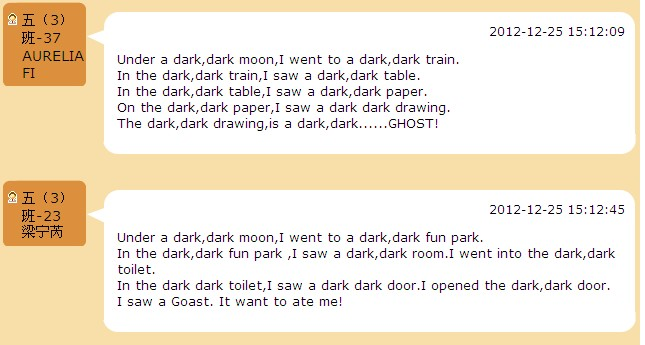 五（3）
班-37
AURELIA
FI
2012-12-25 15:12:09
Under a dark,dark moon,I went to a dark,dark train.
In the dark,dark train,I saw a dark,dark table.
In the dark,dark table,I saw a dark,dark paper.
On the dark,dark paper,I saw a dark dark drawing.
The dark,dark drawing,is a dark,dark......GHOST!
五（3）
班-23
梁宁芮
2012-12-25 15:12:45
Under a dark,dark moon,I went to a dark,dark fun park.
In the dark,dark fun park ,I saw a dark,dark room.I went into the dark,dark
toilet.
In the dark dark toilet,I saw a dark dark door.I opened the dark,dark door.
I saw a Goast. It want to ate me!